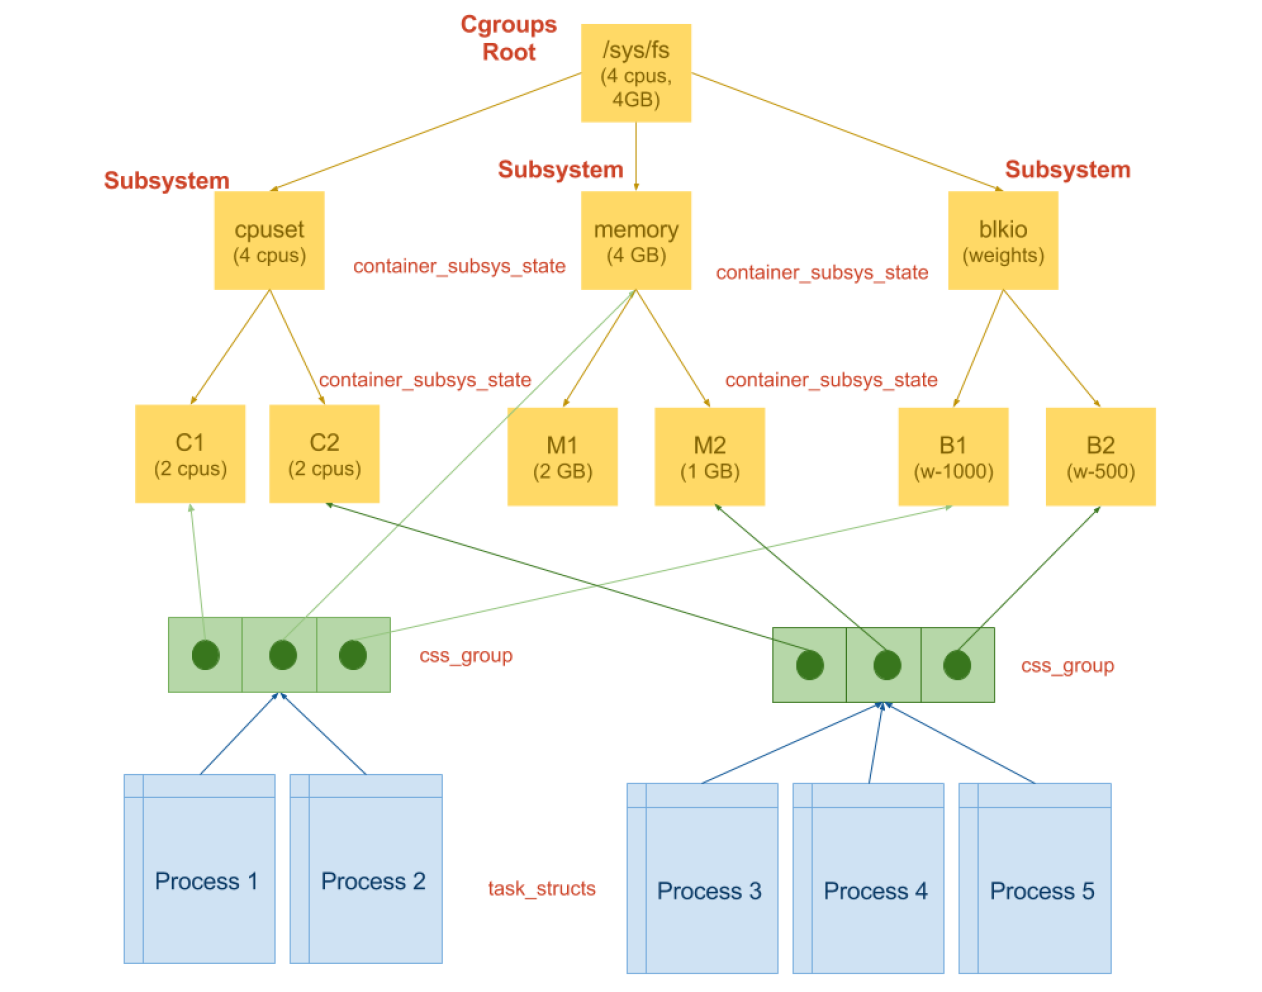 Cgroups
Root
/sys/fs
(4 cpus,
4GB)
Subsystem
Subsystem
Subsystem
cpuset
(4 cpus)
memory
(4 GB)
blkio
(weights)
container_subsys_state
container_subsys_state
container_subsys_state
container_subsys_state
C1
(2 cpus)
C2
(2 cpus)
M1
(2 GB)
M2
(1 GB)
B1
(w-1000)
B2
(w-500)
css_group
css_group
Process 1
Process 2
task_structs
Process 3
Process 4
Process 5